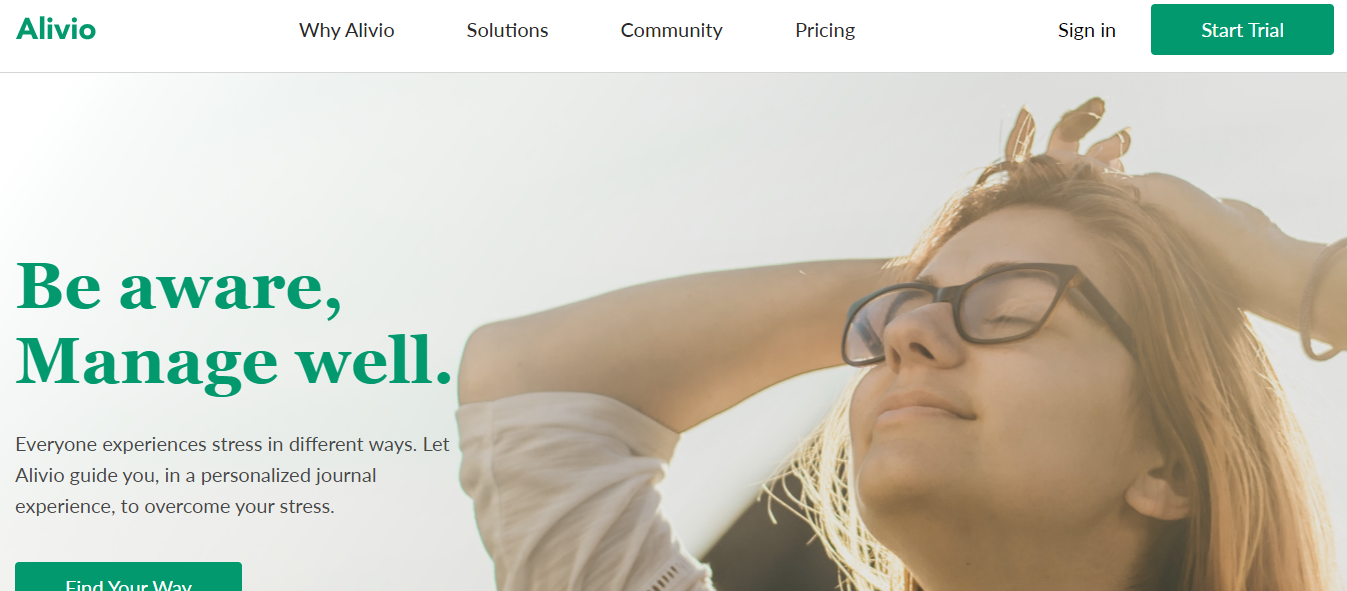 Alivio
Why Alivio
Solutions
Community
Pricing
Sign in
Start Trial
Be aware,
Manage well.
Everyone experiences stress in different ways. Let
Alivio guide you, in a personalized journal
experience, to overcome your stress.
Find Your Way